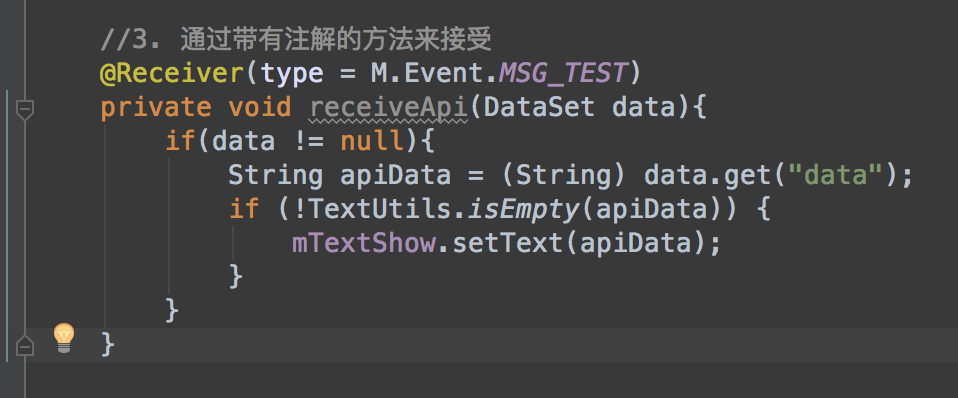 //3. 通过带有注解的方法来接受
@Receiver(type = M.Event.MSG_TEST)
private void receiveApi(DataSet data){
if(data != null){
String apiData = (String) data.get("data");
if (!TextUtils.isEmpty(apiData)) {
mTextShow.setText(apiData);
}
}
}